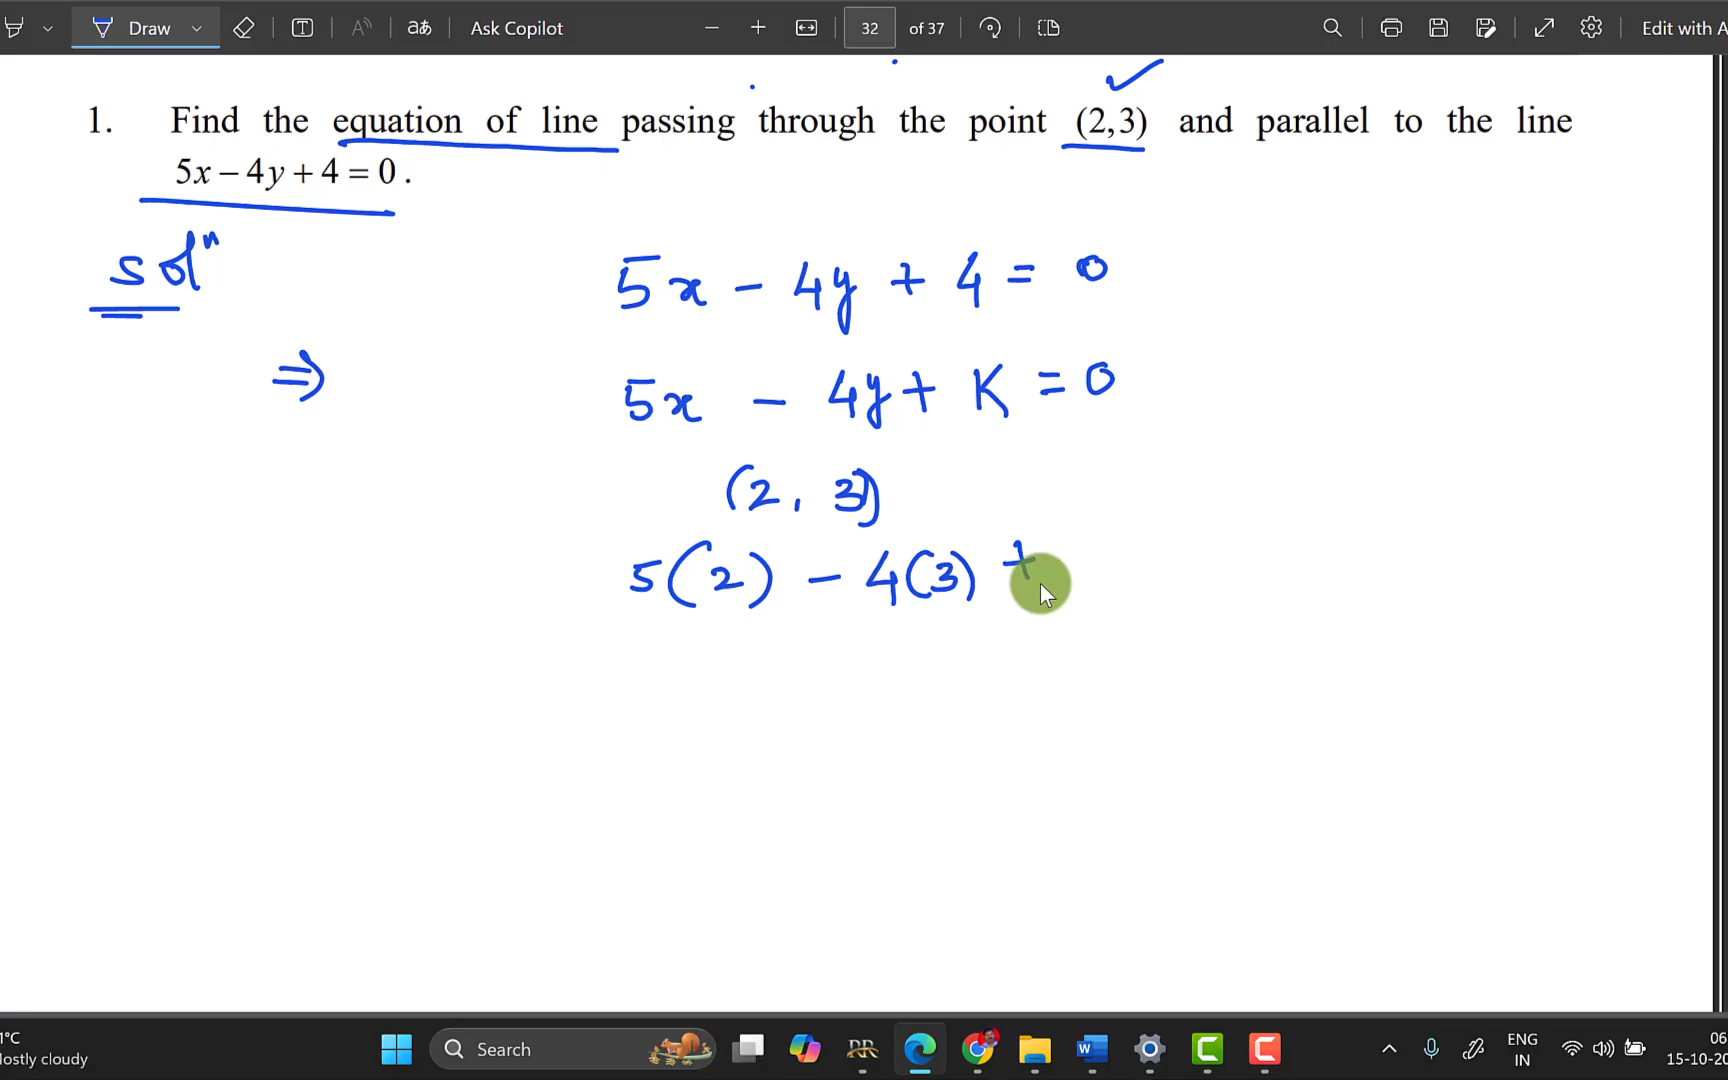 Draw
Ask Copilot
32 of 37
Edit with A
1. Find the equation of line passing through the point (2,3) and parallel to the line
5x − 4y + 4 = 0 .
solⁿ
5x − 4y + 4 = 0
⇒ 5x − 4y + K = 0
(2, 3)
5(2) − 4(3) +
Search
ENG
IN
06
15-10-20
1°C
ostly cloudy